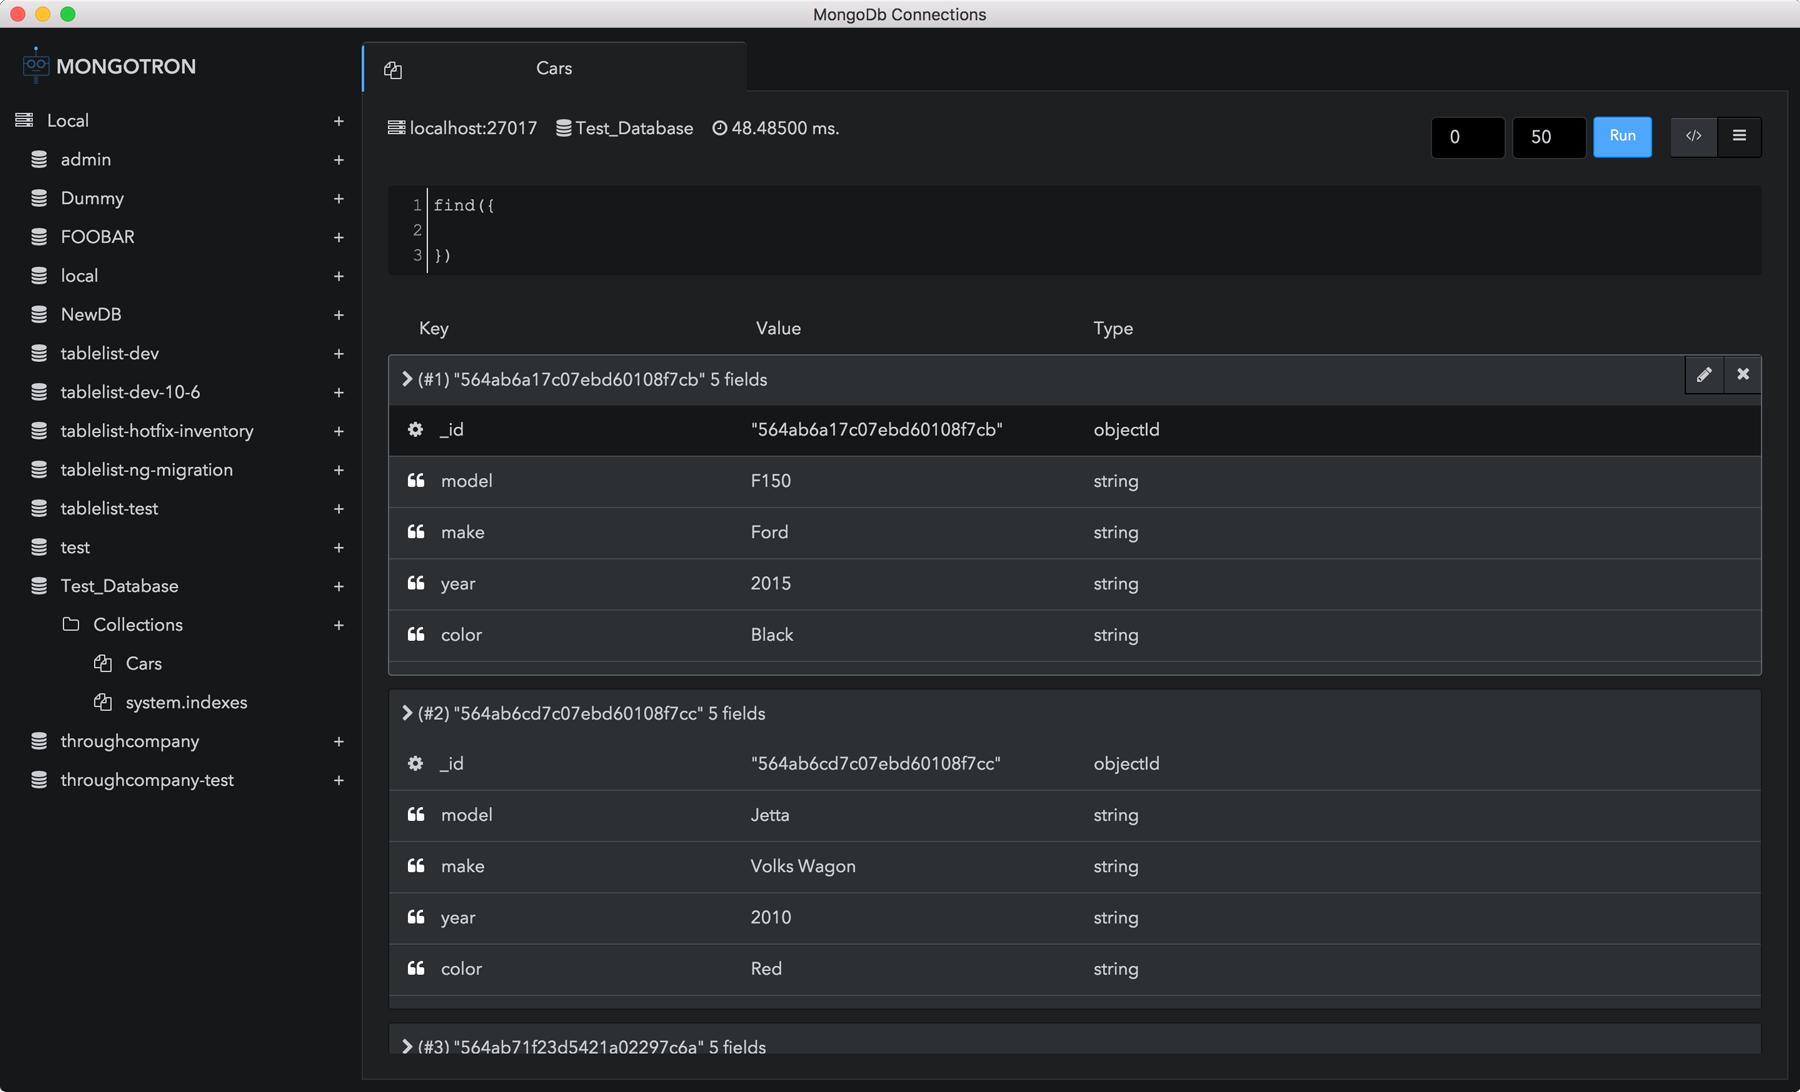 MongoDb Connections
MONGOTRON
Local +
admin +
Dummy +
FOOBAR +
local +
NewDB +
tablelist-dev +
tablelist-dev-10-6 +
tablelist-hotfix-inventory +
tablelist-ng-migration +
tablelist-test +
test +
Test_Database +
Collections +
Cars
system.indexes
throughcompany +
throughcompany-test +
Cars
localhost:27017 Test_Database 48.48500 ms.
0 50 Run </>
1 find({
2
3 })
Key Value Type
(#1) "564ab6a17c07ebd60108f7cb" 5 fields
_id "564ab6a17c07ebd60108f7cb" objectId
model F150 string
make Ford string
year 2015 string
color Black string
(#2) "564ab6cd7c07ebd60108f7cc" 5 fields
_id "564ab6cd7c07ebd60108f7cc" objectId
model Jetta string
make Volks Wagon string
year 2010 string
color Red string
(#3) "564ab71f23d5421a02297c6a" 5 fields